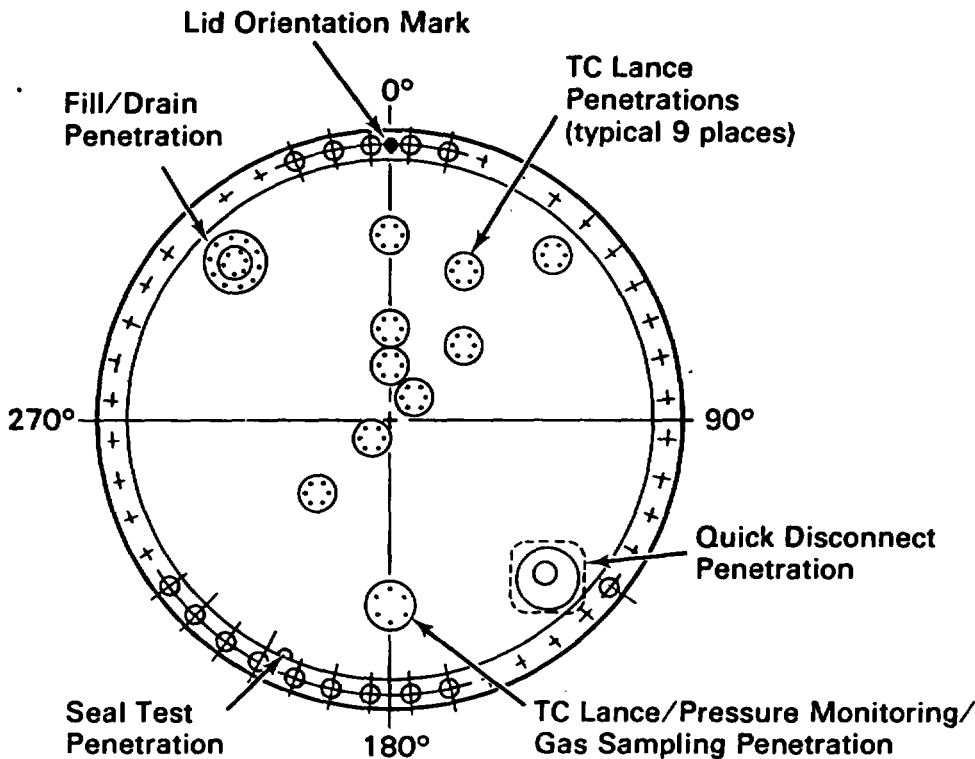 Lid Orientation Mark
0°
TC Lance
Penetrations
(typical 9 places)
Fill/Drain
Penetration
270°
90°
Quick Disconnect
Penetration
Seal Test
Penetration
180°
TC Lance/Pressure Monitoring/
Gas Sampling Penetration